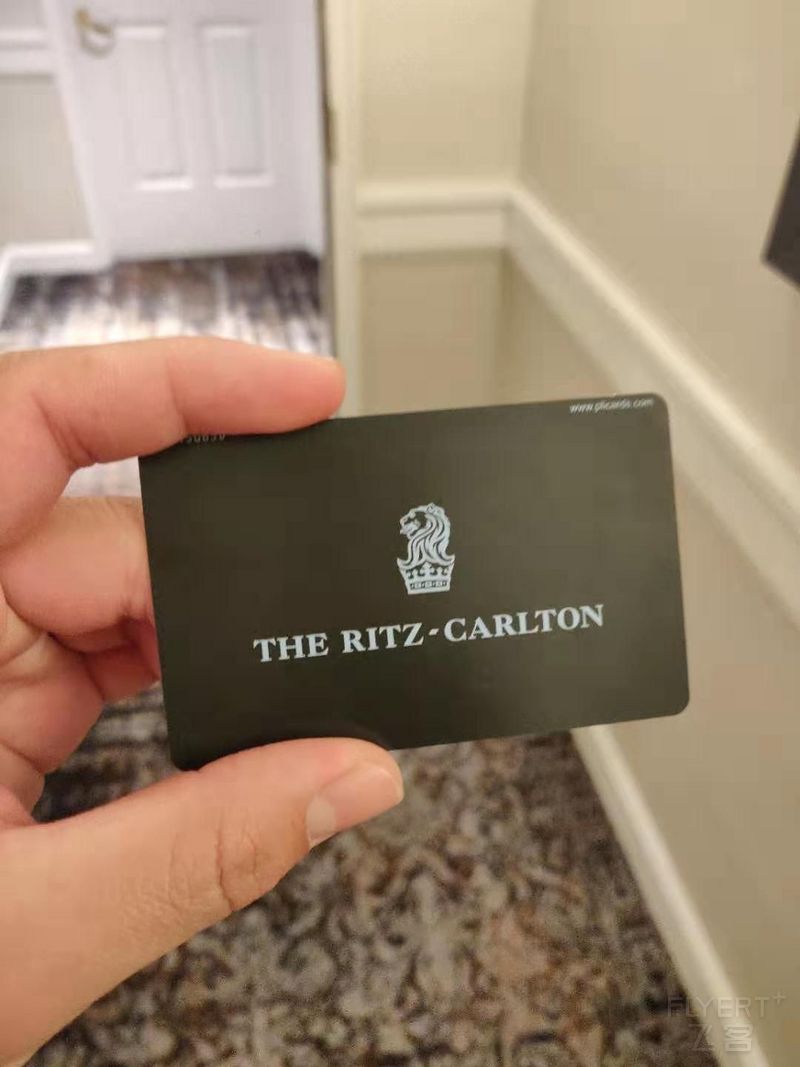 www.plicards.com
THE RITZ-CARLTON
FLYERT+
飞客